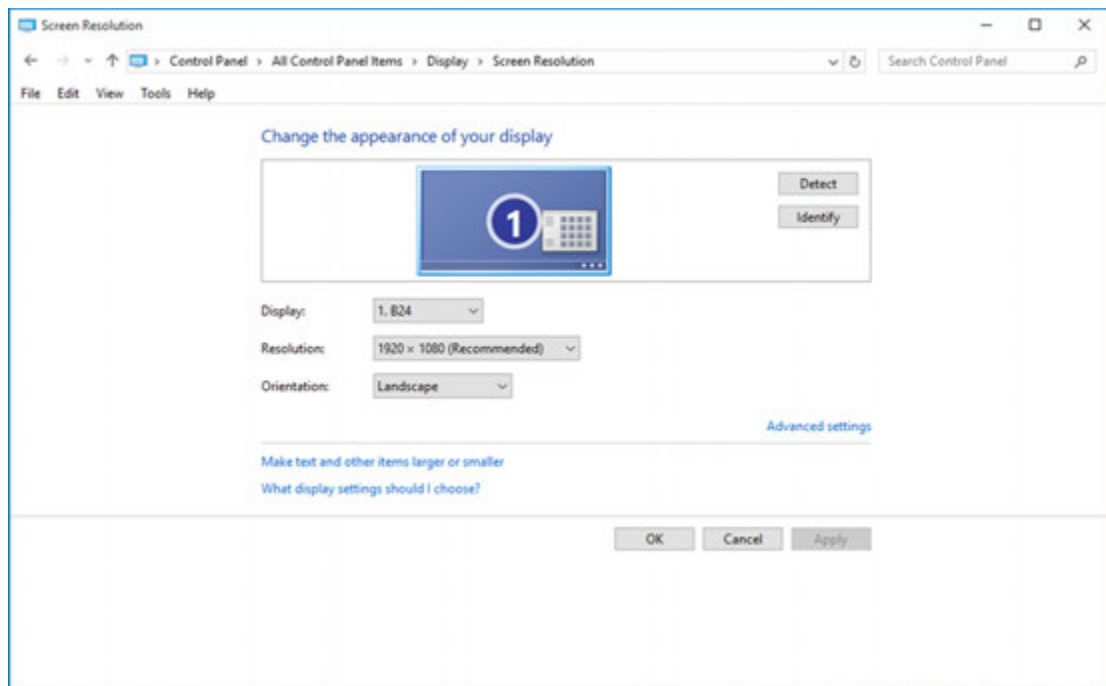 Screen Resolution
Control Panel > All Control Panel Items > Display > Screen Resolution Search Control Panel
File Edit View Tools Help
Change the appearance of your display
1
Detect
Identify
Display: 1. B24
Resolution: 1920 × 1080 (Recommended)
Orientation: Landscape
Advanced settings
Make text and other items larger or smaller
What display settings should I choose?
OK Cancel Apply